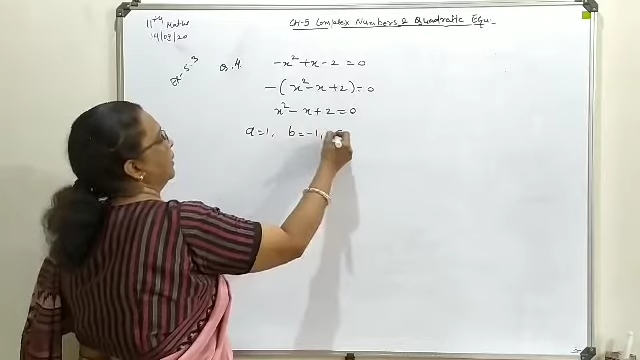 11th Maths
14/09/20
CH-5 Complex Numbers & Quadratic Equ.
Ex-5.3
Q.4.
-x² + x - 2 = 0
-(x² - x + 2) = 0
x² - x + 2 = 0
a=1, b=-1, c